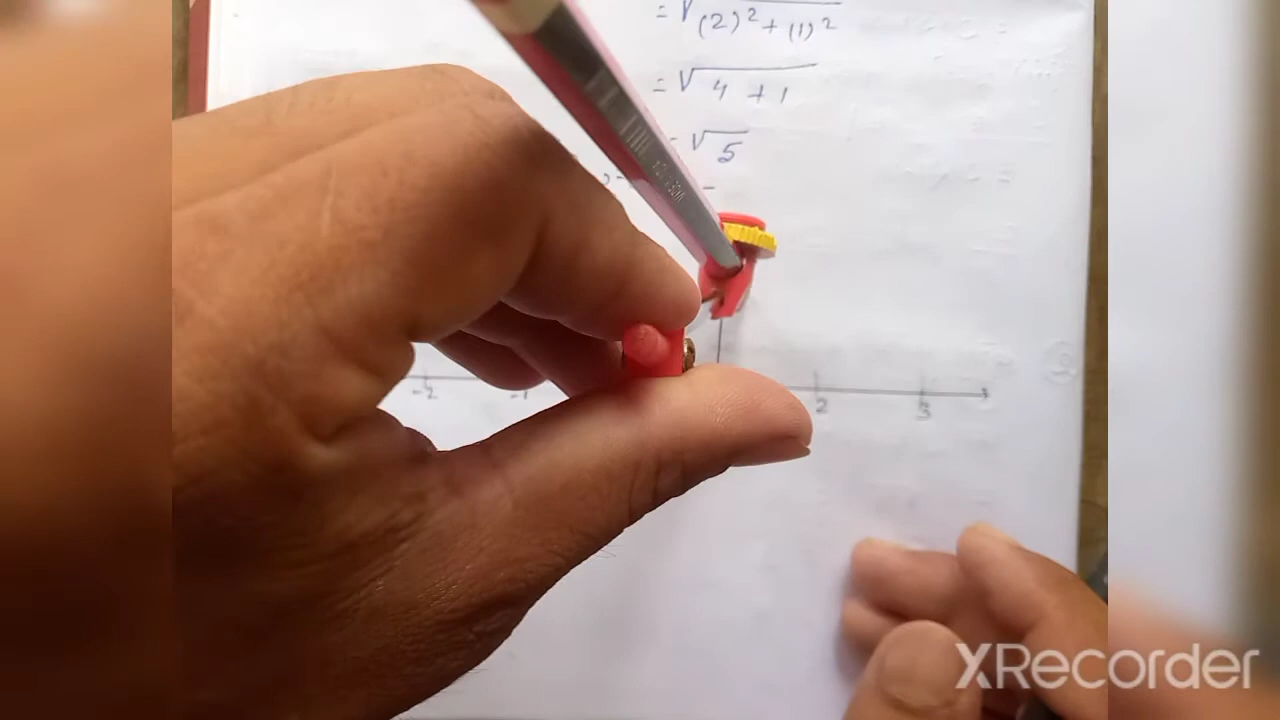 = √(2)² + (1)²
= √4 + 1
= √5
-2 -1 2 3
XRecorder